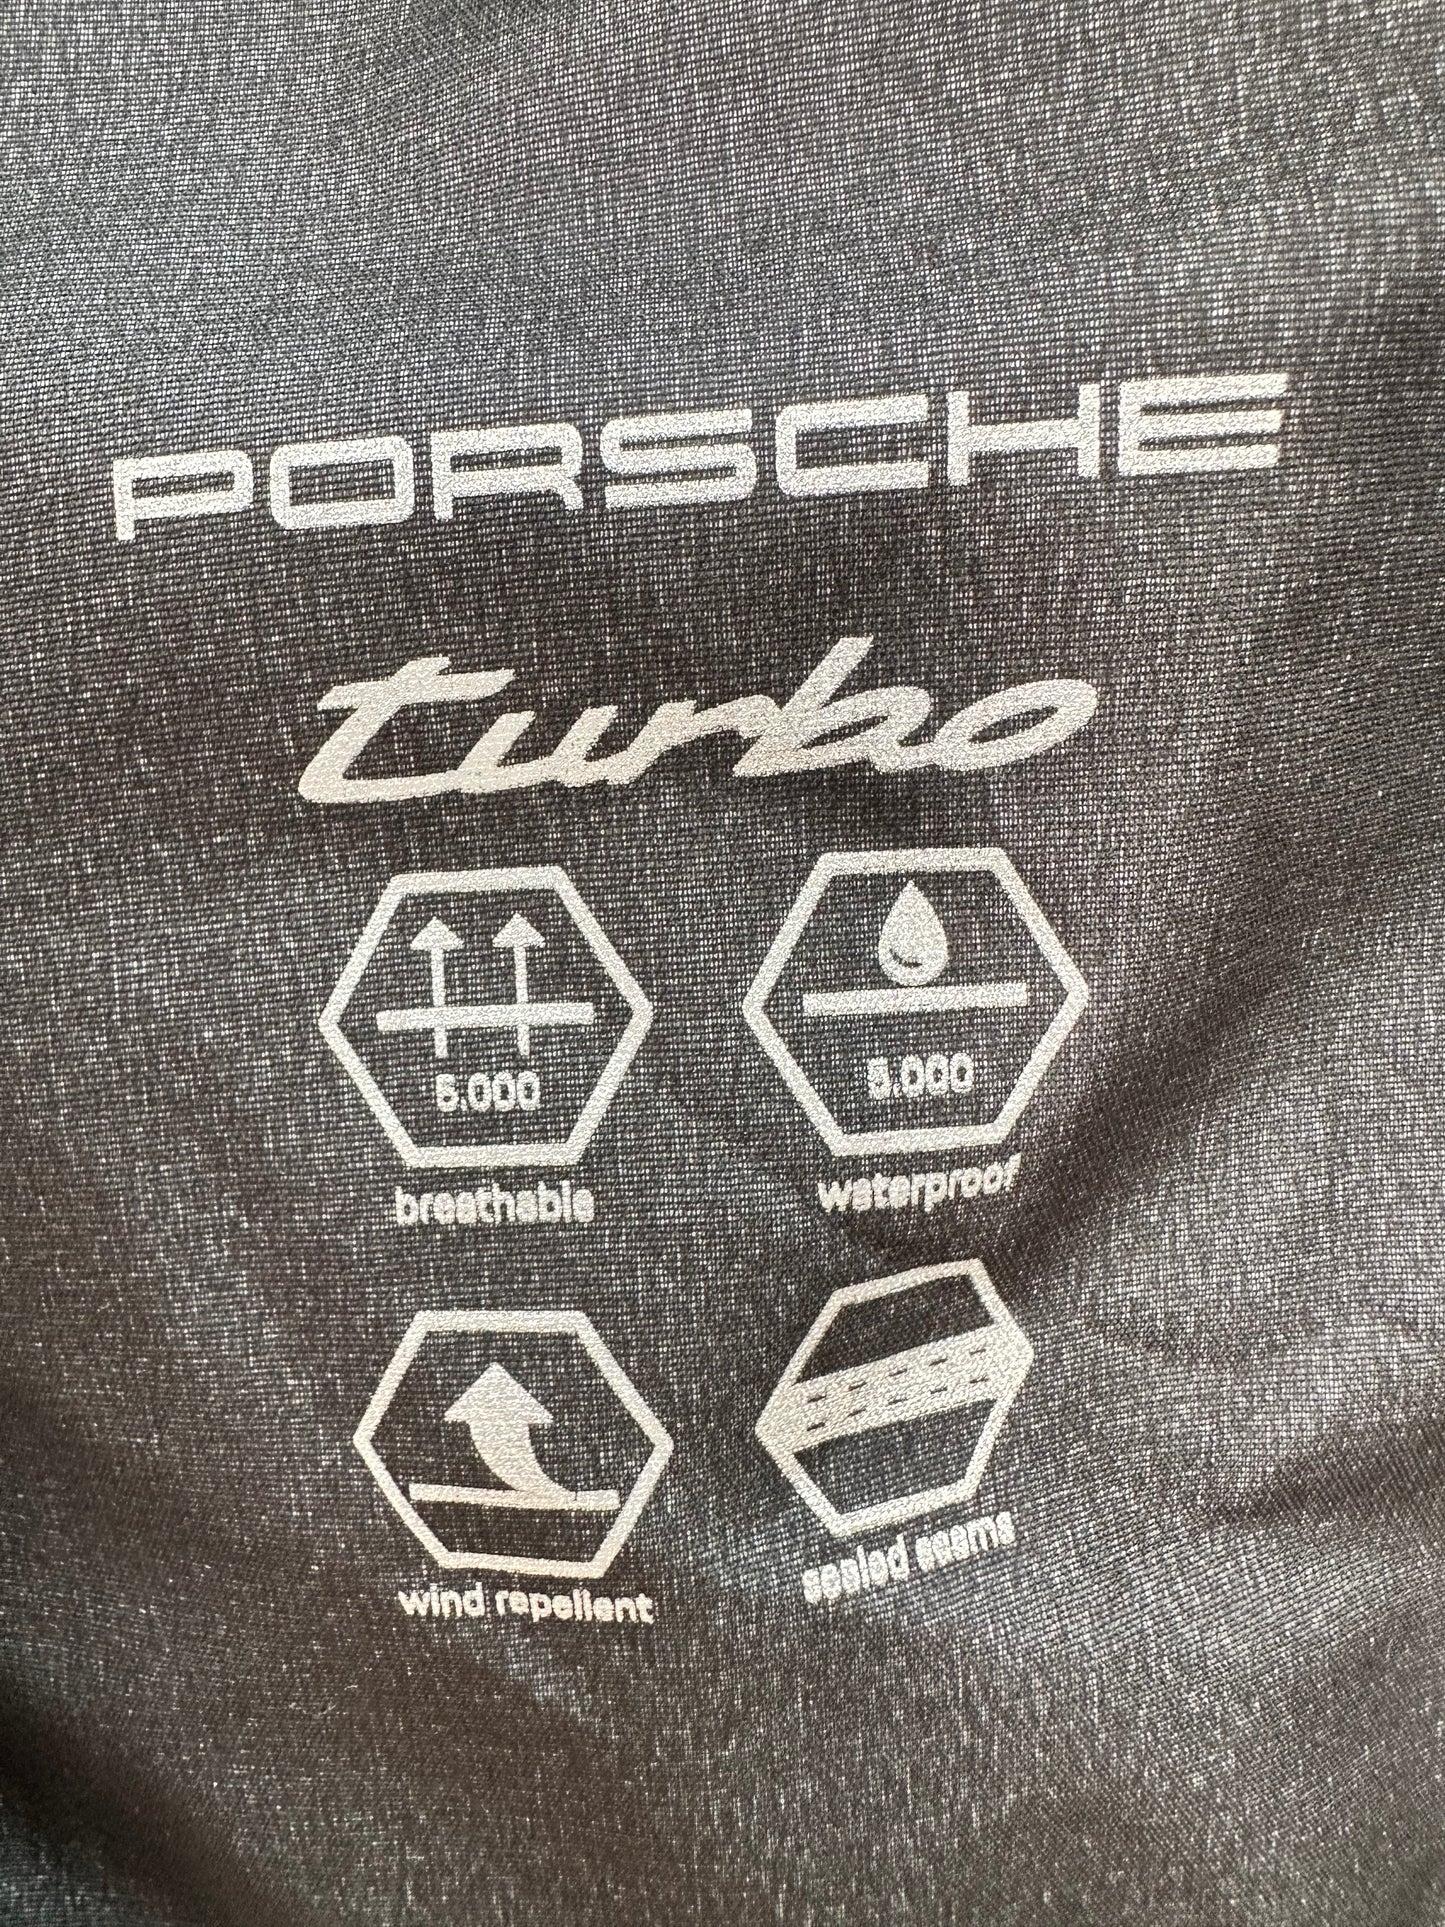 PORSCHE
turbo
5.000
5.000
breathable
waterproof
wind repellent
sealed seams